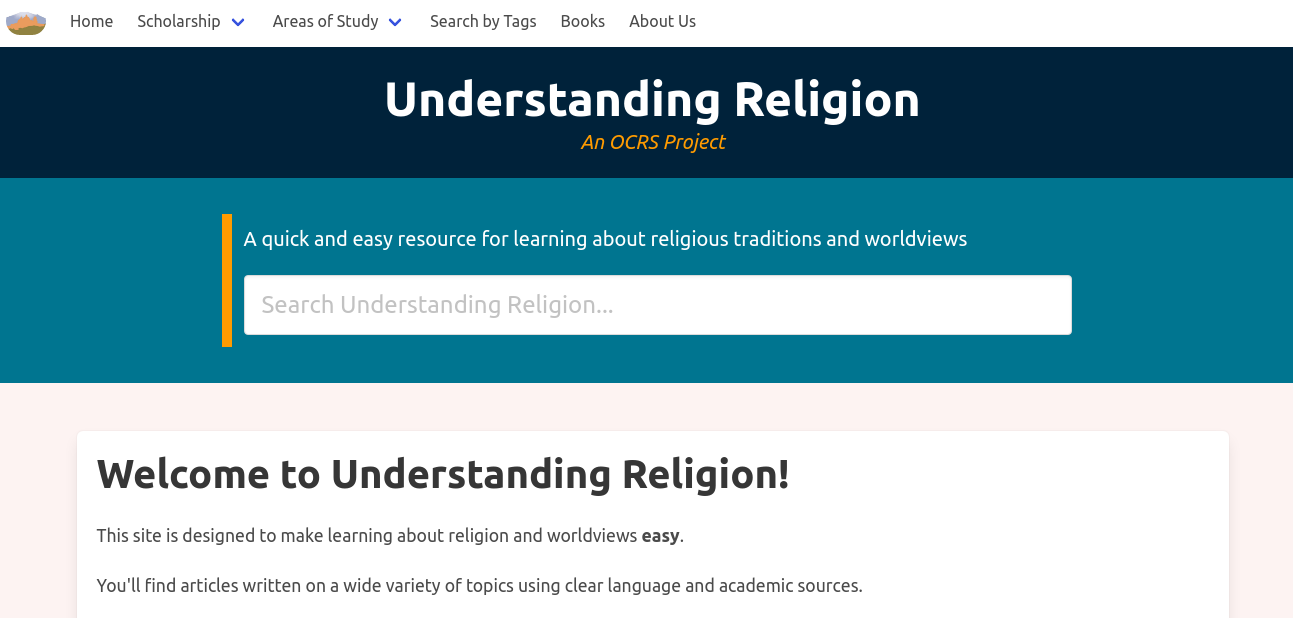 Home Scholarship Areas of Study Search by Tags Books About Us
Understanding Religion
An OCRS Project
A quick and easy resource for learning about religious traditions and worldviews
Search Understanding Religion...
Welcome to Understanding Religion!
This site is designed to make learning about religion and worldviews easy.
You'll find articles written on a wide variety of topics using clear language and academic sources.